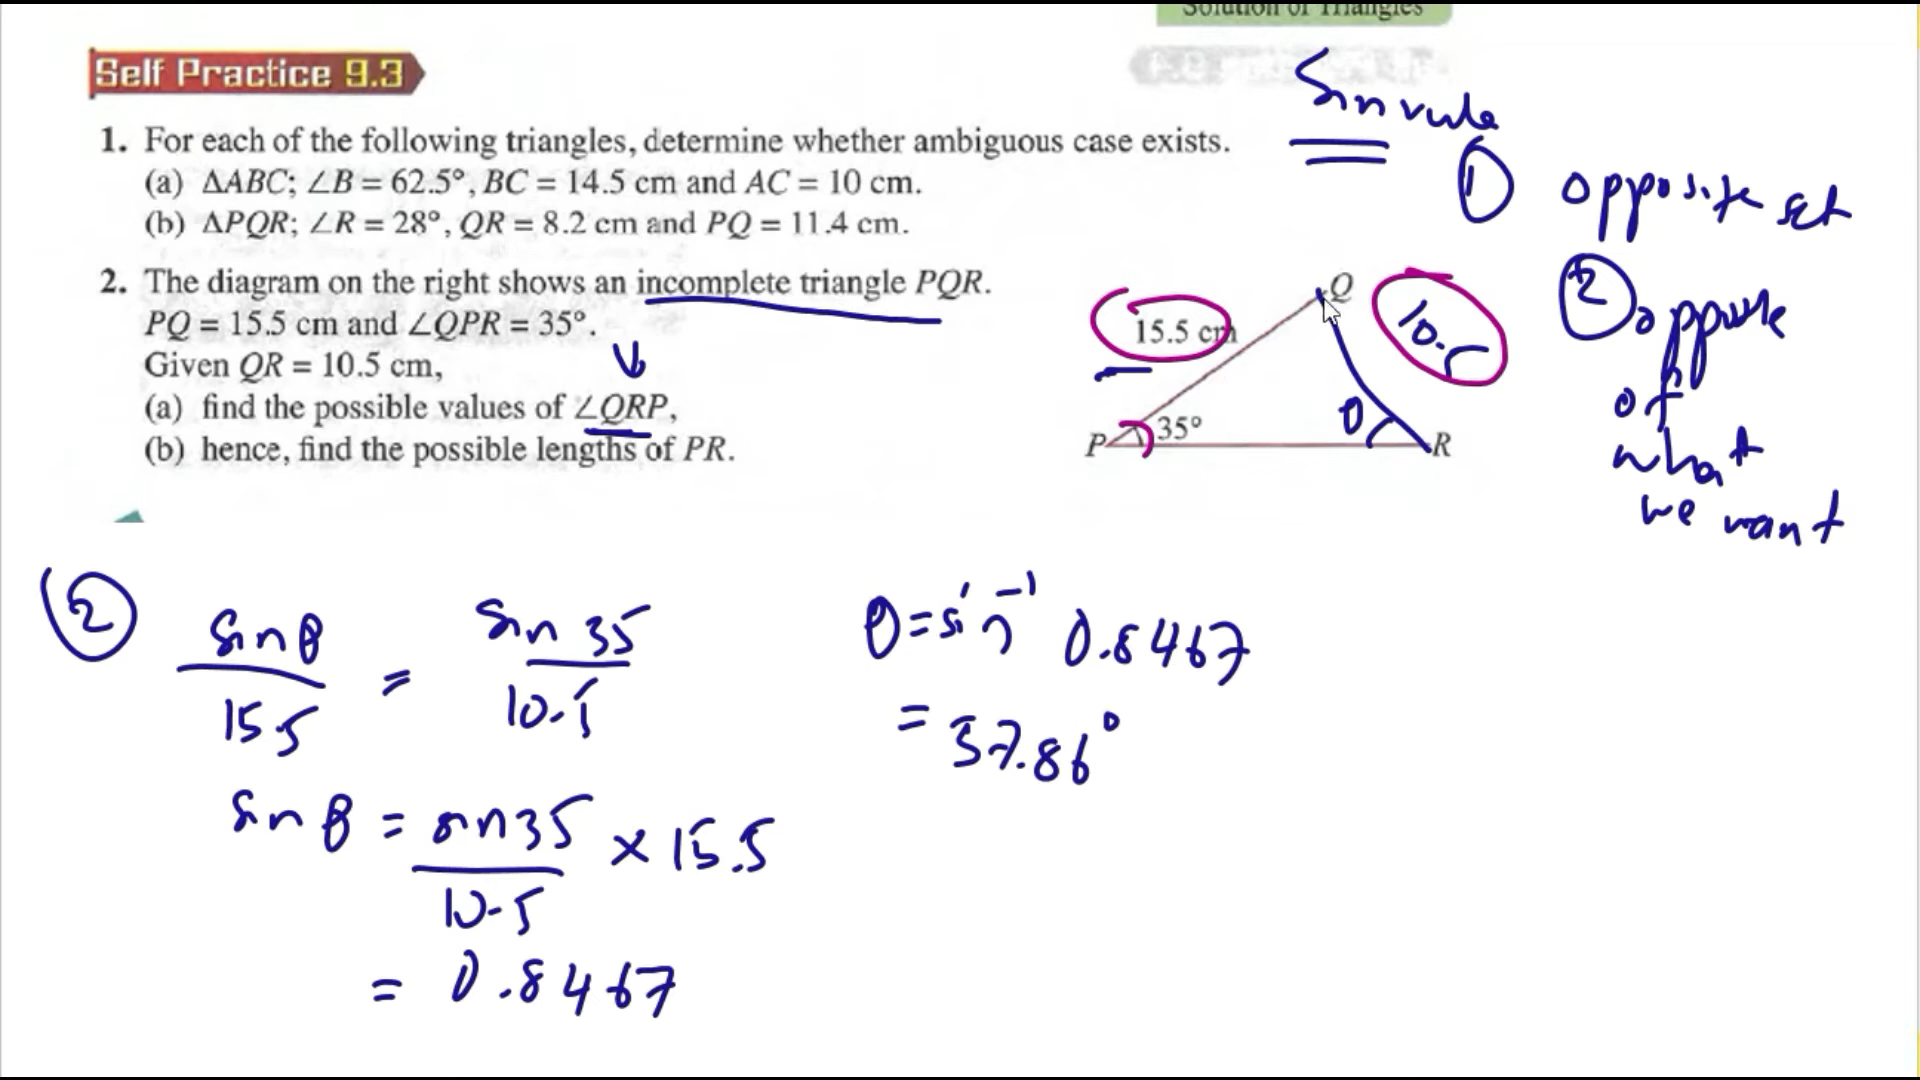 Solution of Triangles
Self Practice 9.3
1. For each of the following triangles, determine whether ambiguous case exists.
(a) ΔABC; ∠B = 62.5°, BC = 14.5 cm and AC = 10 cm.
(b) ΔPQR; ∠R = 28°, QR = 8.2 cm and PQ = 11.4 cm.
2. The diagram on the right shows an incomplete triangle PQR.
PQ = 15.5 cm and ∠QPR = 35°.
Given QR = 10.5 cm,
(a) find the possible values of ∠QRP,
(b) hence, find the possible lengths of PR.
Sin rule
① opposite set
② opposite
of
what
we want
Q
15.5 cm
10.5
P 35° θ R
②
sin θ / 15.5 = sin 35 / 10.5
sin θ = sin 35 / 10.5 × 15.5
= 0.8467
θ = sin⁻¹ 0.8467
= 57.86°